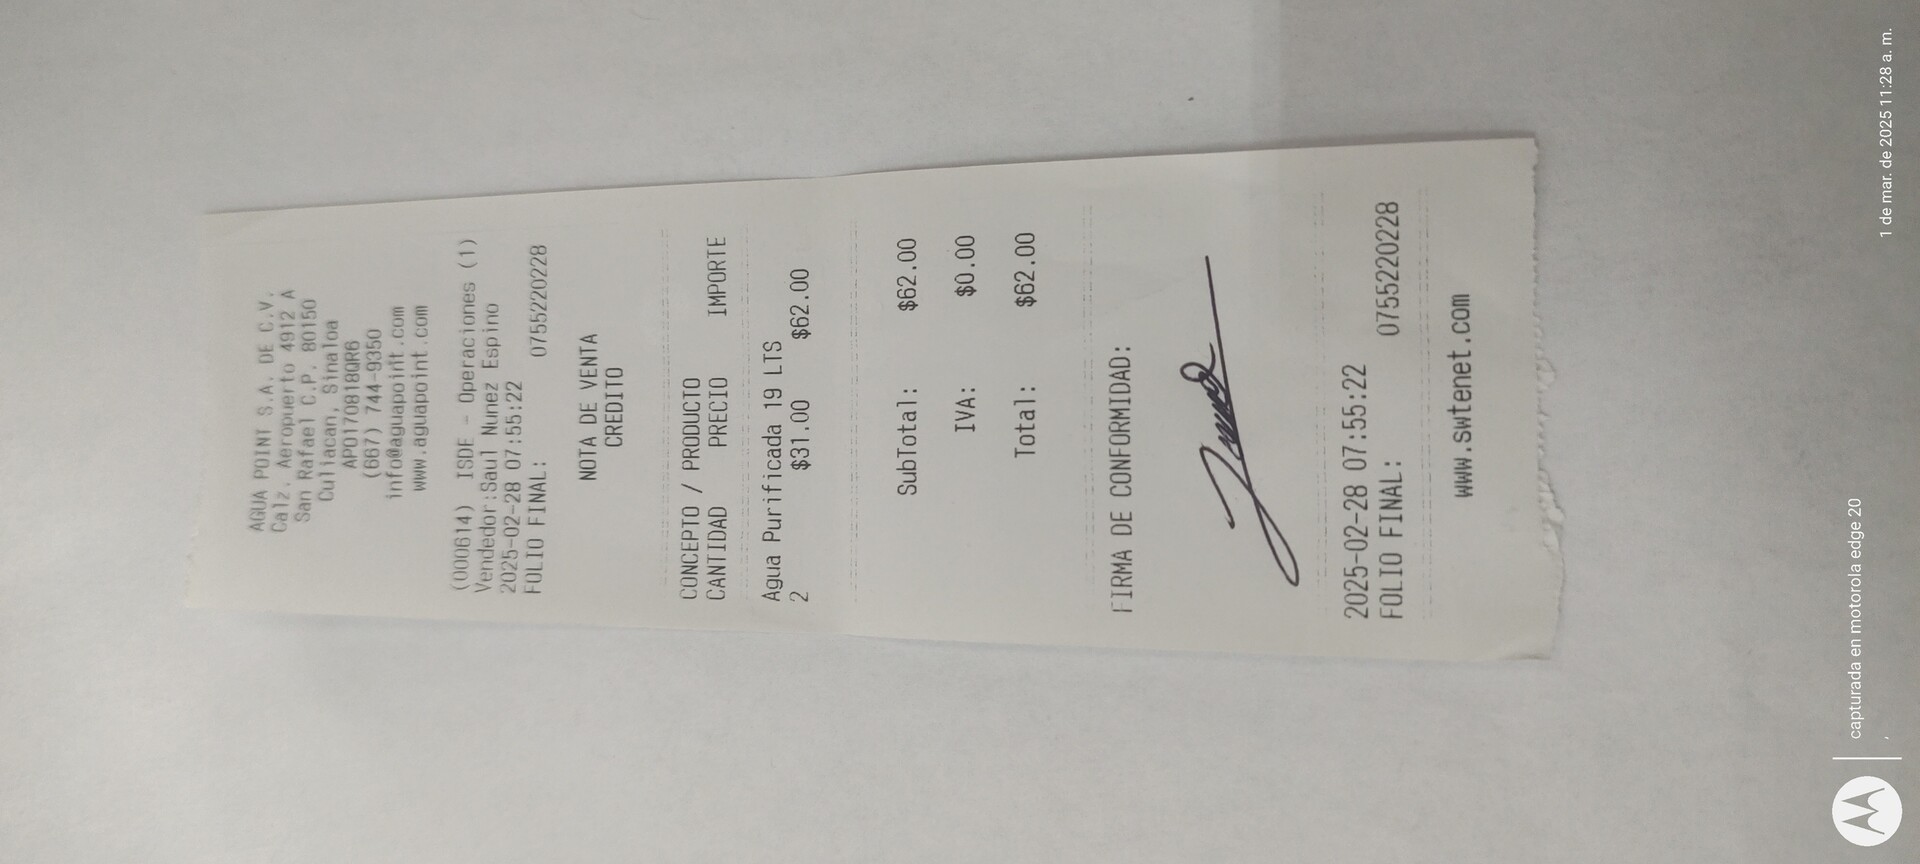 AGUA POINT S.A. DE C.V.
Calz. Aeropuerto 4912 A
San Rafael C.P. 80150
Culiacan, Sinaloa
APO170818QR6
(667) 744-9350
info@aguapoint.com
www.aguapoint.com
(000614) ISDE - Operaciones (1)
Vendedor:Saul Nunez Espino
2025-02-28 07:55:22
FOLIO FINAL: 0755220228
NOTA DE VENTA
CREDITO
CONCEPTO / PRODUCTO
CANTIDAD PRECIO IMPORTE
Agua Purificada 19 LTS
2 $31.00 $62.00
SubTotal: $62.00
IVA: $0.00
Total: $62.00
FIRMA DE CONFORMIDAD:
2025-02-28 07:55:22
FOLIO FINAL: 0755220228
www.swtenet.com
capturada en motorola edge 20
, 1 de mar. de 2025 11:28 a. m.